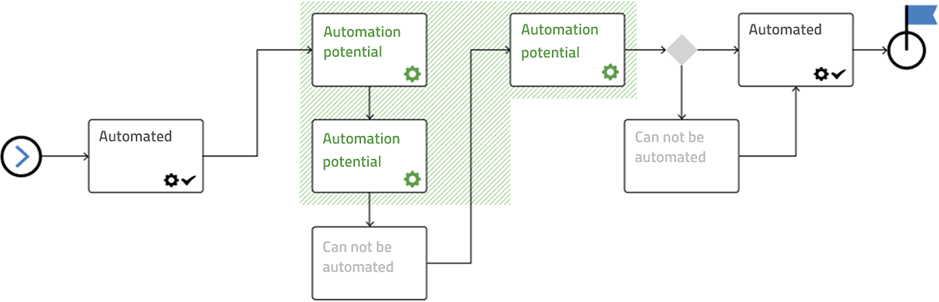 Automated
Automation
potential
Automation
potential
Can not be
automated
Automation
potential
Automated
Can not be
automated